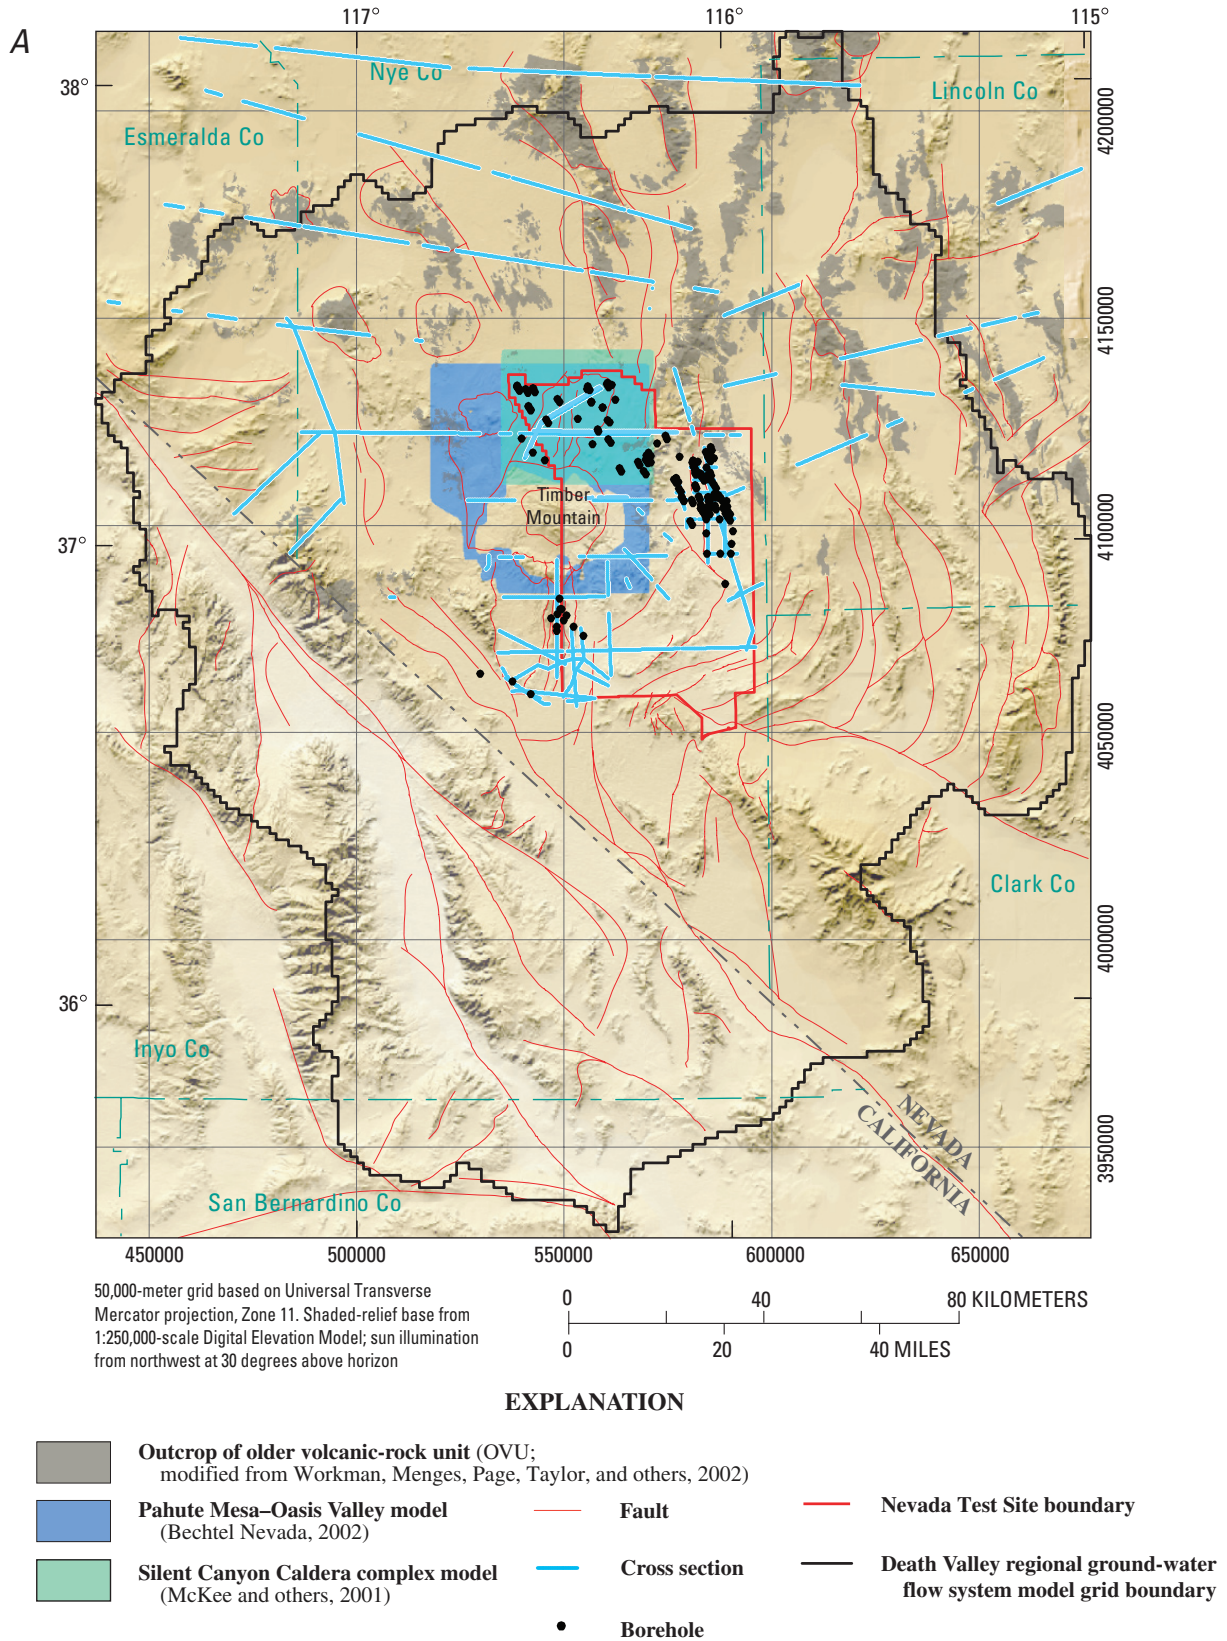 A
117°
116°
115°
38°
Nye Co
Lincoln Co
Esmeralda Co
4200000
4150000
Timber
Mountain
37°
4100000
4050000
Clark Co
4000000
36°
Inyo Co
NEVADA
CALIFORNIA
3950000
San Bernardino Co
450000
500000
550000
600000
650000
50,000-meter grid based on Universal Transverse
Mercator projection, Zone 11. Shaded-relief base from
1:250,000-scale Digital Elevation Model; sun illumination
from northwest at 30 degrees above horizon
0 40 80 KILOMETERS
0 20 40 MILES
EXPLANATION
Outcrop of older volcanic-rock unit (OVU;
modified from Workman, Menges, Page, Taylor, and others, 2002)
Pahute Mesa–Oasis Valley model
(Bechtel Nevada, 2002)
Silent Canyon Caldera complex model
(McKee and others, 2001)
Fault
Cross section
Borehole
Nevada Test Site boundary
Death Valley regional ground-water
flow system model grid boundary